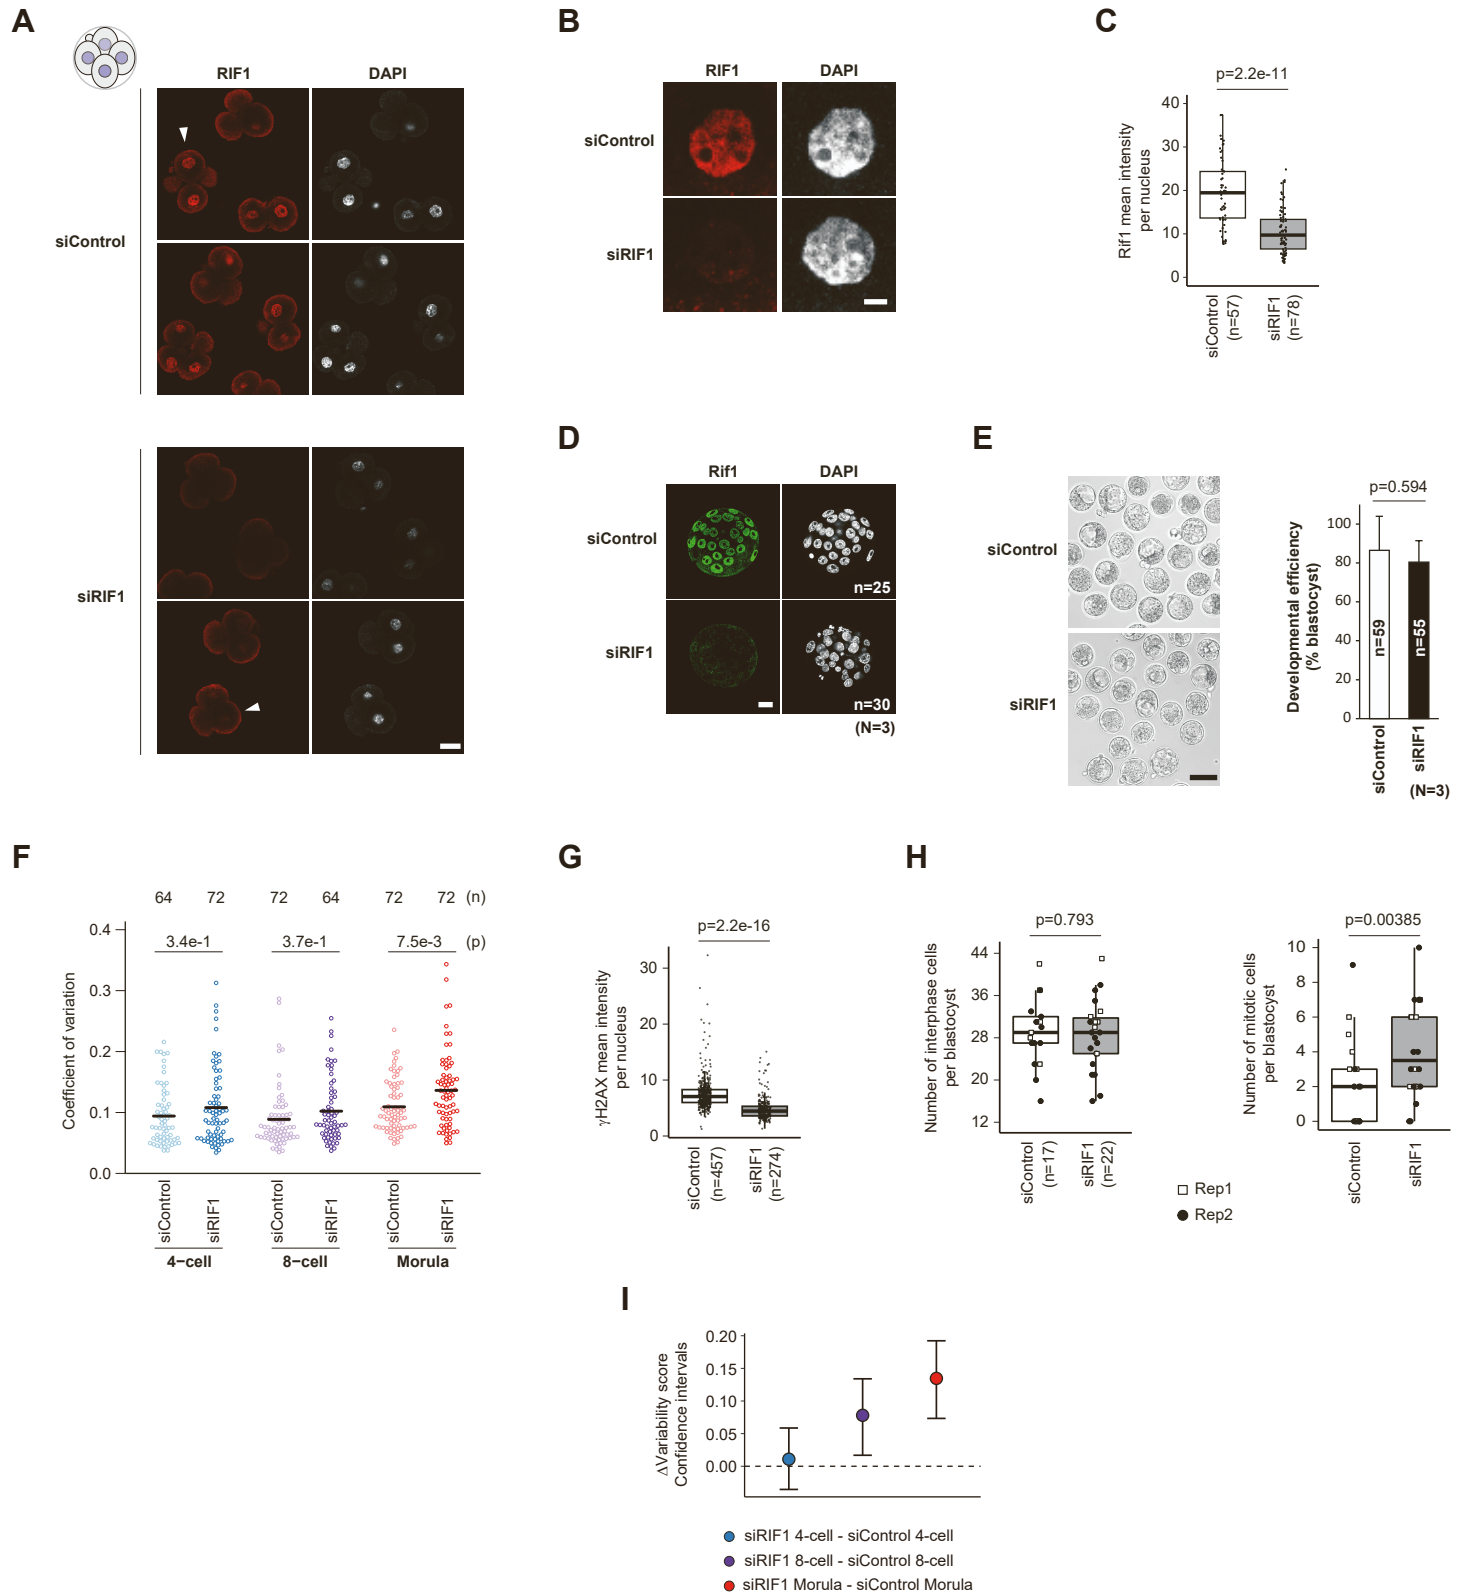 A
RIF1 DAPI
siControl
siRIF1
B
RIF1 DAPI
siControl
siRIF1
C
p=2.2e-11
Rif1 mean intensity
per nucleus
40
30
20
10
0
siControl
(n=57)
siRIF1
(n=78)
D
Rif1 DAPI
siControl
n=25
siRIF1
n=30
(N=3)
E
siControl
siRIF1
p=0.594
Developmental efficiency
(% blastocyst)
100
80
60
40
20
0
n=59
n=55
siControl
siRIF1
(N=3)
F
64 72 72 64 72 72 (n)
3.4e-1 3.7e-1 7.5e-3 (p)
Coefficient of variation
0.4
0.3
0.2
0.1
0.0
siControl
siRIF1
siControl
siRIF1
siControl
siRIF1
4−cell 8−cell Morula
G
p=2.2e-16
γH2AX mean intensity
per nucleus
30
20
10
0
siControl
(n=457)
siRIF1
(n=274)
H
p=0.793
Number of interphase cells
per blastocyst
44
36
28
20
12
siControl
(n=17)
siRIF1
(n=22)
Rep1
Rep2
p=0.00385
Number of mitotic cells
per blastocyst
10
8
6
4
2
0
siControl
siRIF1
I
ΔVariability score
Confidence intervals
0.20
0.15
0.10
0.05
0.00
siRIF1 4-cell - siControl 4-cell
siRIF1 8-cell - siControl 8-cell
siRIF1 Morula - siControl Morula